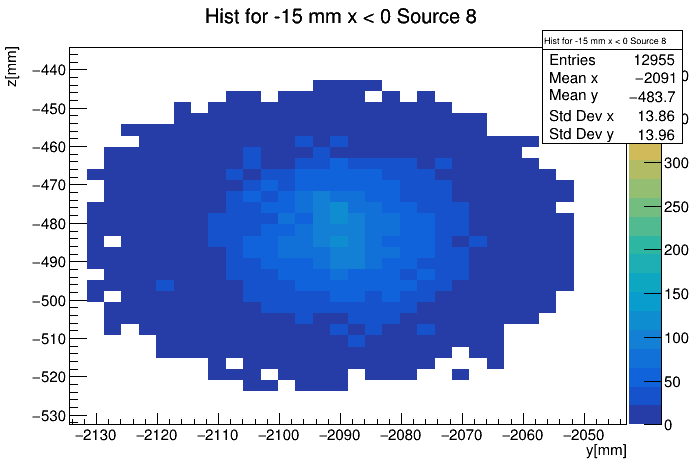 Hist for -15 mm x < 0 Source 8
z[mm]
−440
−450
−460
−470
−480
−490
−500
−510
−520
−530
−2130
−2120
−2110
−2100
−2090
−2080
−2070
−2060
−2050
y[mm]
Hist for -15 mm x < 0 Source 8
Entries 12955
Mean x −2091
Mean y −483.7
Std Dev x 13.86
Std Dev y 13.96
300
250
200
150
100
50
0